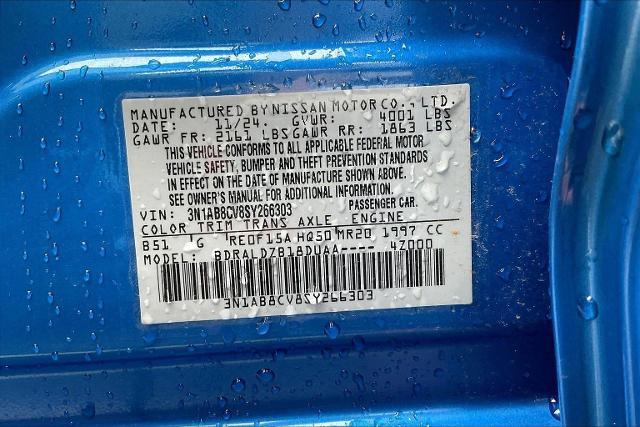 MANUFACTURED BY NISSAN MOTOR CO., LTD.
DATE: 11/24. GVWR: 4001 LBS
GAWR FR: 2161 LBS GAWR RR: 1863 LBS
THIS VEHICLE CONFORMS TO ALL APPLICABLE FEDERAL MOTOR
VEHICLE SAFETY, BUMPER AND THEFT PREVENTION STANDARDS
IN EFFECT ON THE DATE OF MANUFACTURE SHOWN ABOVE.
SEE OWNER'S MANUAL FOR ADDITIONAL INFORMATION.
VIN: 3N1AB8CV8SY266303 PASSENGER CAR.
COLOR TRIM TRANS AXLE ENGINE
B51 G RE0F15A HQ50 MR20 1997 CC
MODEL: BDRALDZB18DUAA---- 4Z000
3N1AB8CV8SY266303